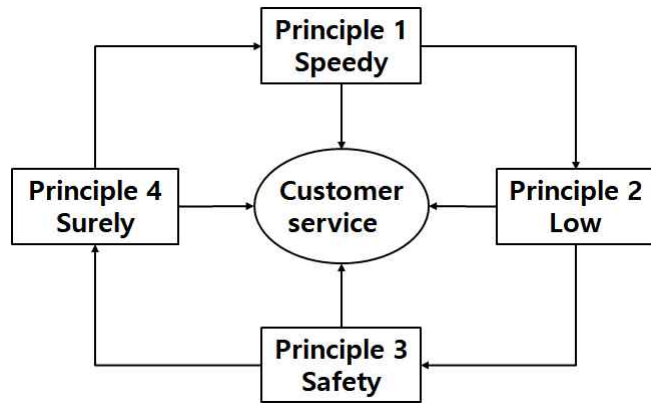 Principle 1
Speedy
Principle 4
Surely
Customer
service
Principle 2
Low
Principle 3
Safety